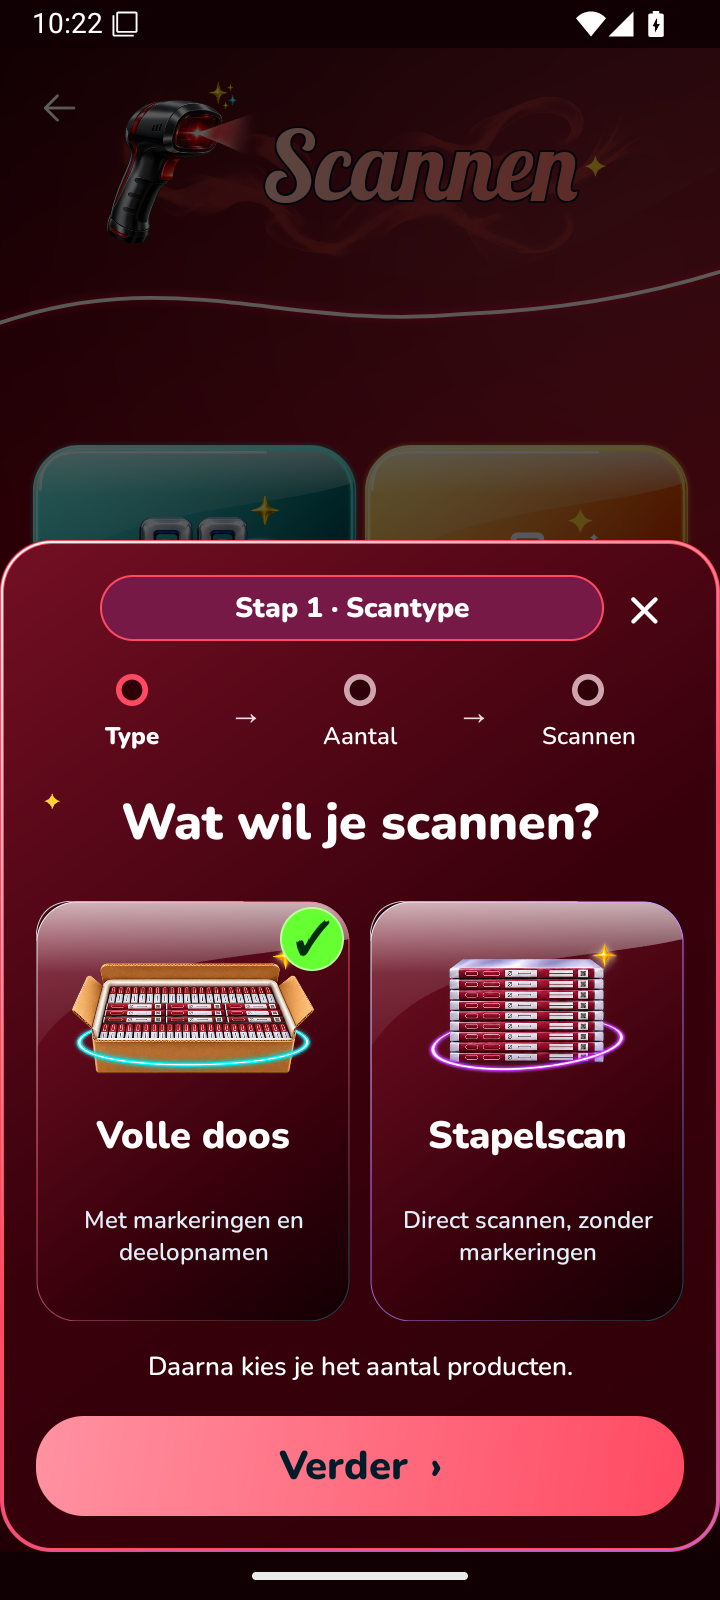 10:22
Scannen
Stap 1 · Scantype
Type → Aantal → Scannen
Wat wil je scannen?
Volle doos
Met markeringen en
deelopnamen
Stapelscan
Direct scannen, zonder
markeringen
Daarna kies je het aantal producten.
Verder ›